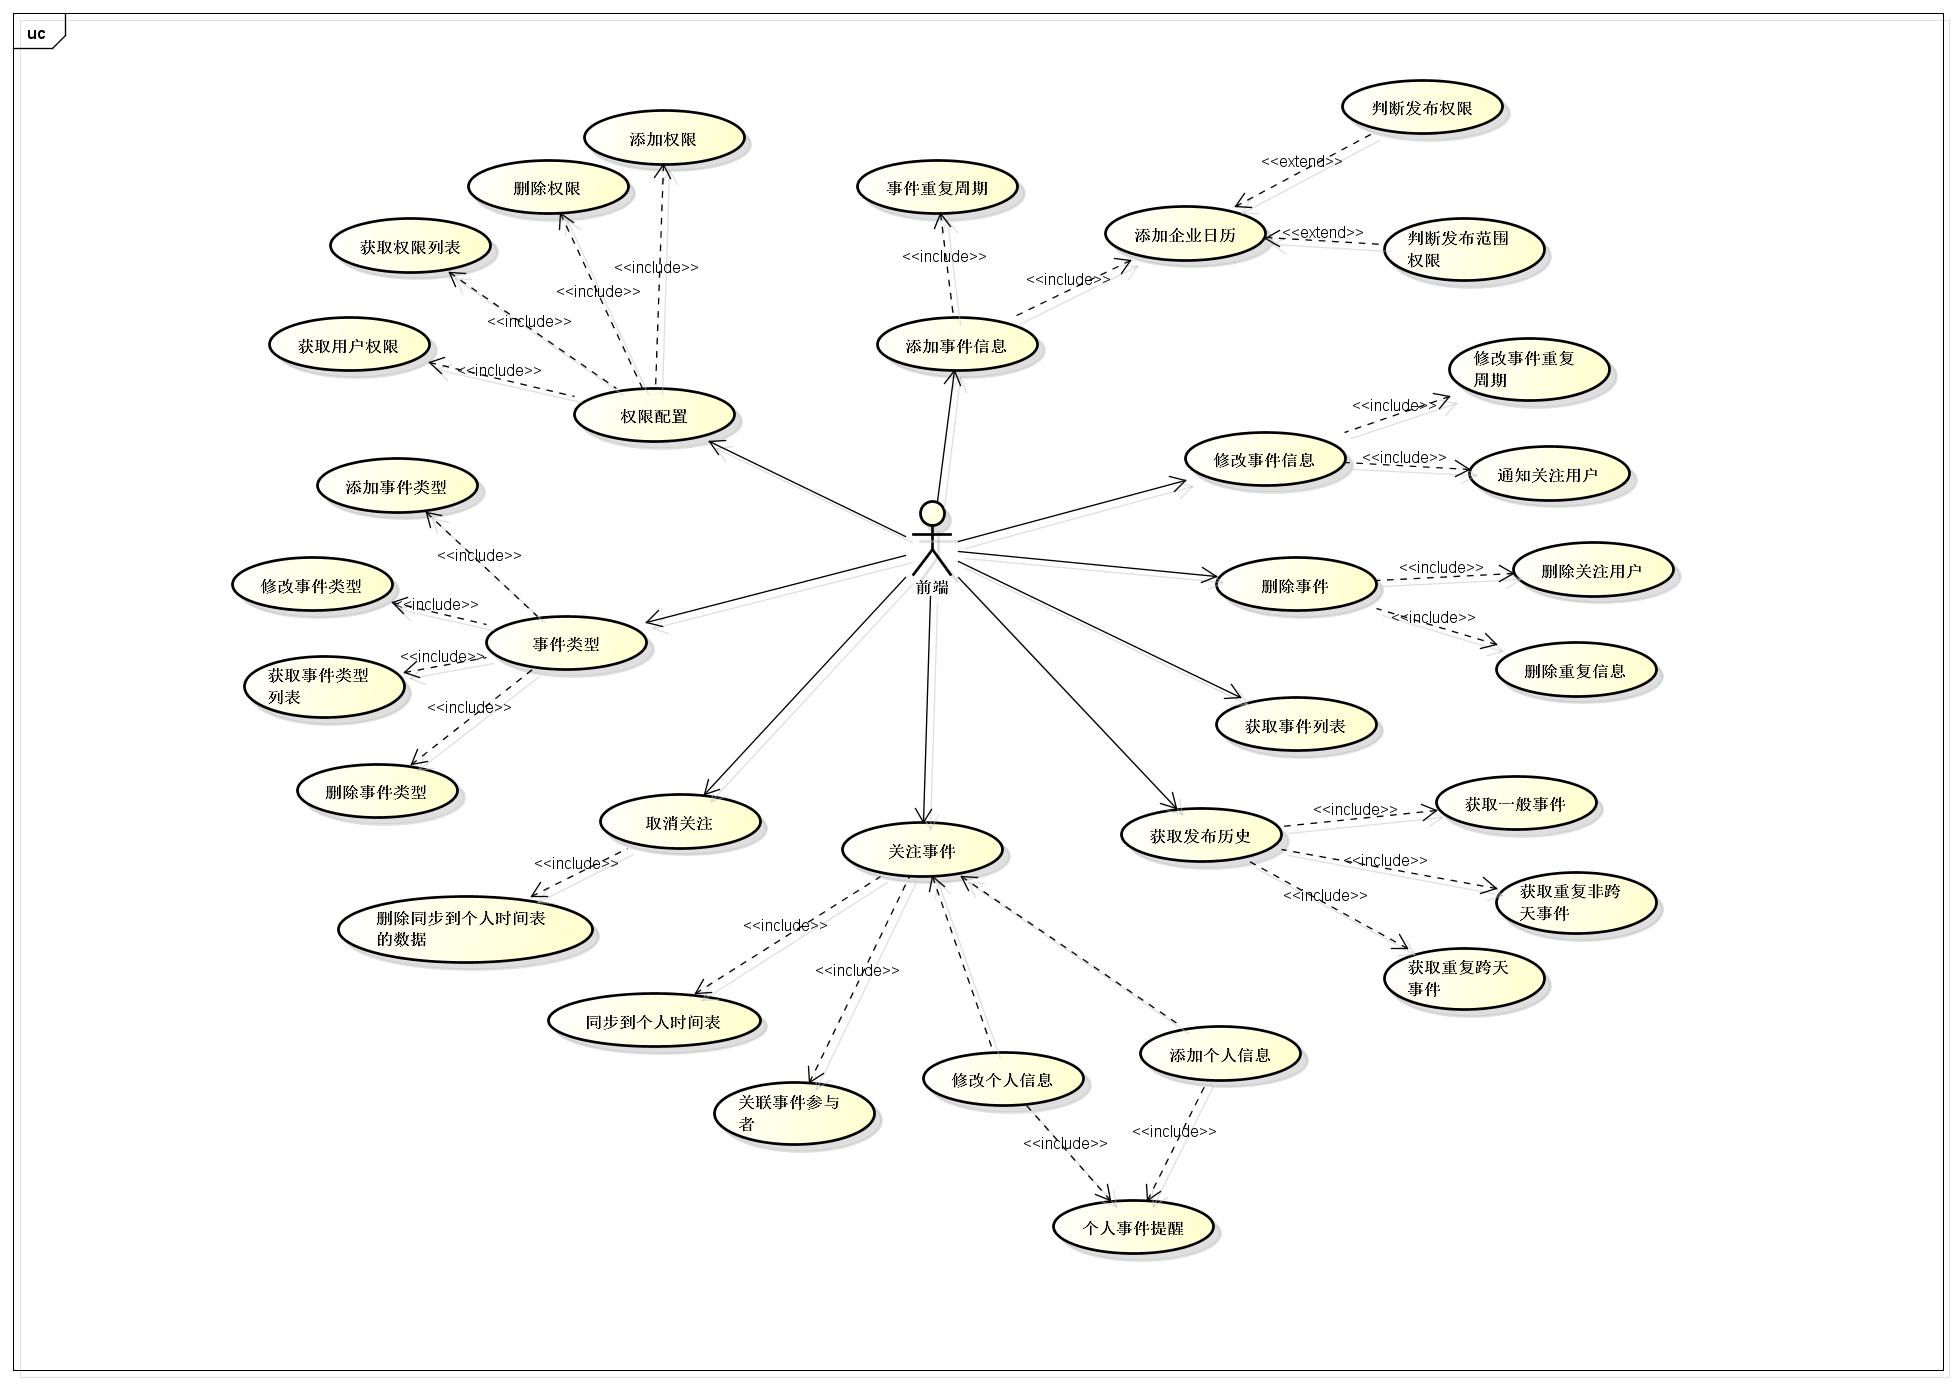 uc
判断发布权限
添加权限
<<extend>>
删除权限
事件重复周期
<<extend>>
添加企业日历
判断发布范围
权限
获取权限列表
<<include>>
<<include>>
<<include>>
<<include>>
<<include>>
获取用户权限
添加事件信息
修改事件重复
周期
<<include>>
<<include>>
权限配置
修改事件信息
<<include>>
通知关注用户
添加事件类型
<<include>>
<<include>>
删除关注用户
修改事件类型
前端
删除事件
<<include>>
<<include>>
事件类型
<<include>>
获取事件类型
列表
删除重复信息
<<include>>
获取事件列表
删除事件类型
<<include>>
获取一般事件
取消关注
关注事件
获取发布历史
<<include>>
<<include>>
<<include>>
获取重复非跨
天事件
删除同步到个人时间表
的数据
<<include>>
<<include>>
获取重复跨天
事件
同步到个人时间表
添加个人信息
修改个人信息
关联事件参与
者
<<include>>
<<include>>
个人事件提醒